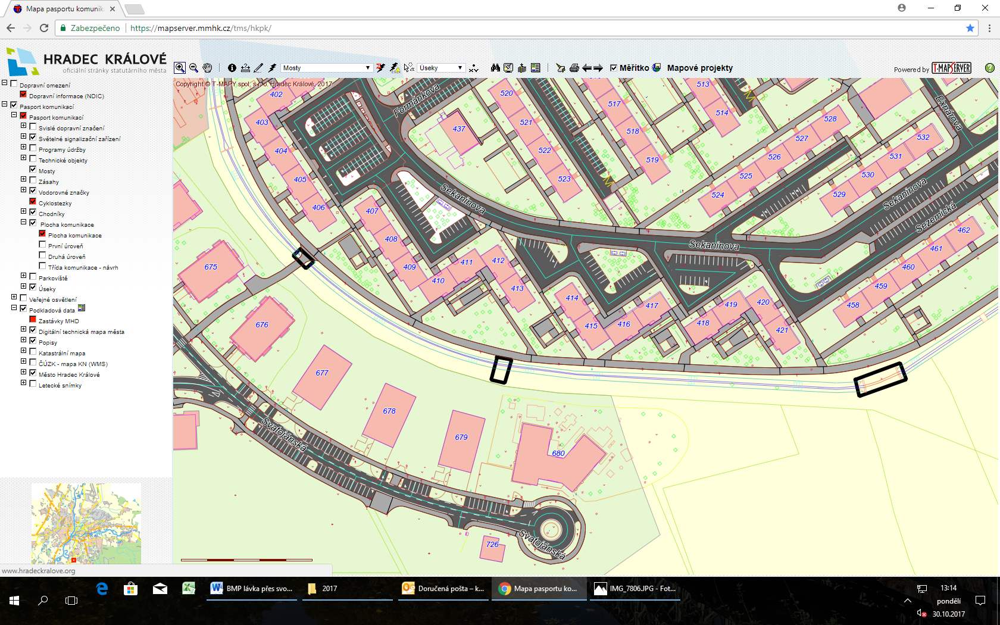 Mapa pasportu komunik
Zabezpečeno
https://mapserver.mmhk.cz/tms/hkpk/
HRADEC KRÁLOVÉ
oficiální stránky statutárního města
Mosty
Úseky
Měřítko
Mapové projekty
Powered by T-MAPSERVER
Dopravní omezení
Dopravní informace (NDIC)
Pasport komunikací
Pasport komunikací
Svislé dopravní značení
Světelné signalizační zařízení
Programy údržby
Technické objekty
Mosty
Zásahy
Vodorovné značky
Cyklostezky
Chodníky
Plocha komunikace
Plocha komunikace
První úroveň
Druhá úroveň
Třída komunikace - návrh
Parkoviště
Úseky
Veřejné osvětlení
Podkladová data
Zastávky MHD
Digitální technická mapa města
Popisy
Katastrální mapa
ČÚZK - mapa KN (WMS)
Město Hradec Králové
Letecké snímky
Copyright © T-MAPY spol. s r.o. Hradec Králové, 2017
402
403
404
405
406
407
408
409
410
411
412
413
414
415
416
417
418
419
420
421
437
458
459
460
461
462
513
514
517
518
519
520
521
522
523
524
525
526
527
528
529
530
531
532
675
676
677
678
679
680
726
Formánkova
Sekaninova
Sekaninova
Sekaninova
Sezemická
Exnárova
Svatojánská
Svatojánská
www.hradeckralove.org
BMP lávka přes svo...
2017
Doručená pošta – k...
Mapa pasportu ko...
IMG_7806.JPG - Fot...
13:14
pondělí
30.10.2017